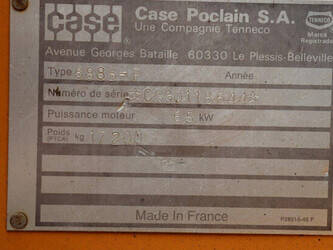 case
Case Poclain S.A.
Une Compagnie Tenneco
TENNECO
Marca
Registrada
Avenue Georges Bataille 60330 Le Plessis-Belleville
Type
Année
Numéro de série
Puissance moteur 65 kW
Poids
(P.T.C.A.) kg
Made In France